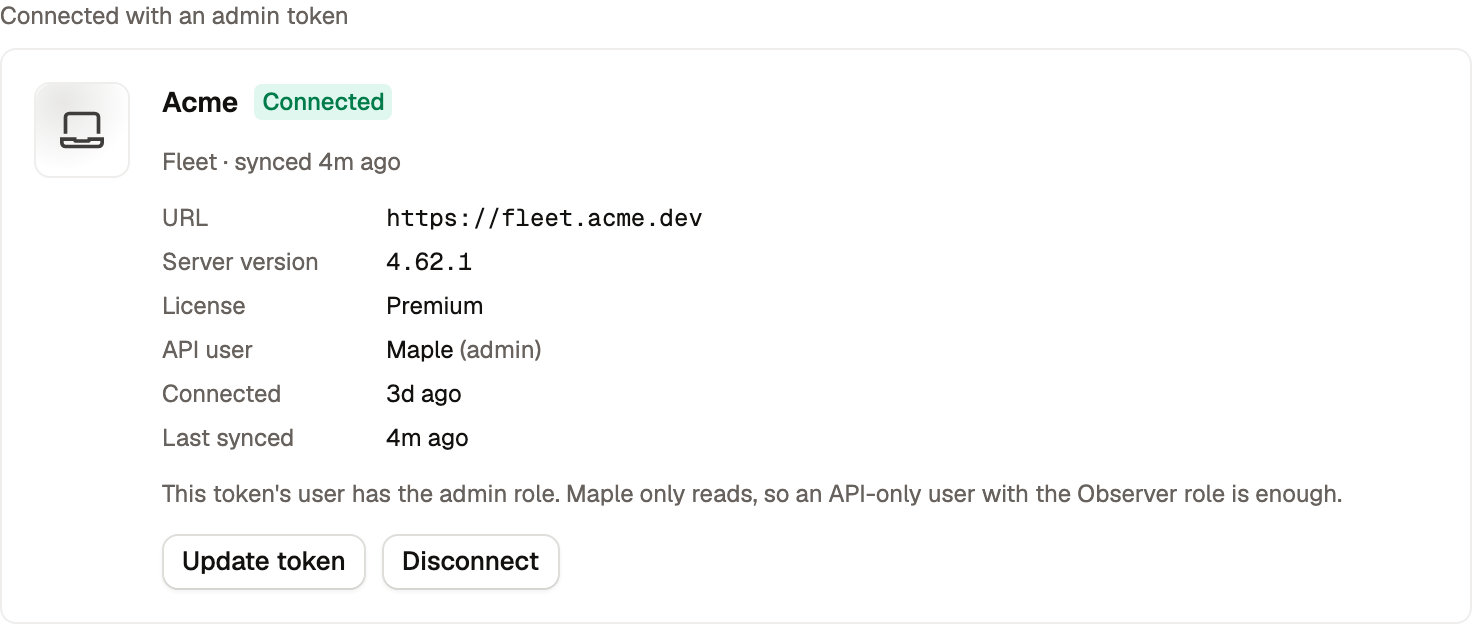 Connected with an admin token
Acme Connected
Fleet · synced 4m ago
URL https://fleet.acme.dev
Server version 4.62.1
License Premium
API user Maple (admin)
Connected 3d ago
Last synced 4m ago
This token's user has the admin role. Maple only reads, so an API-only user with the Observer role is enough.
Update token Disconnect